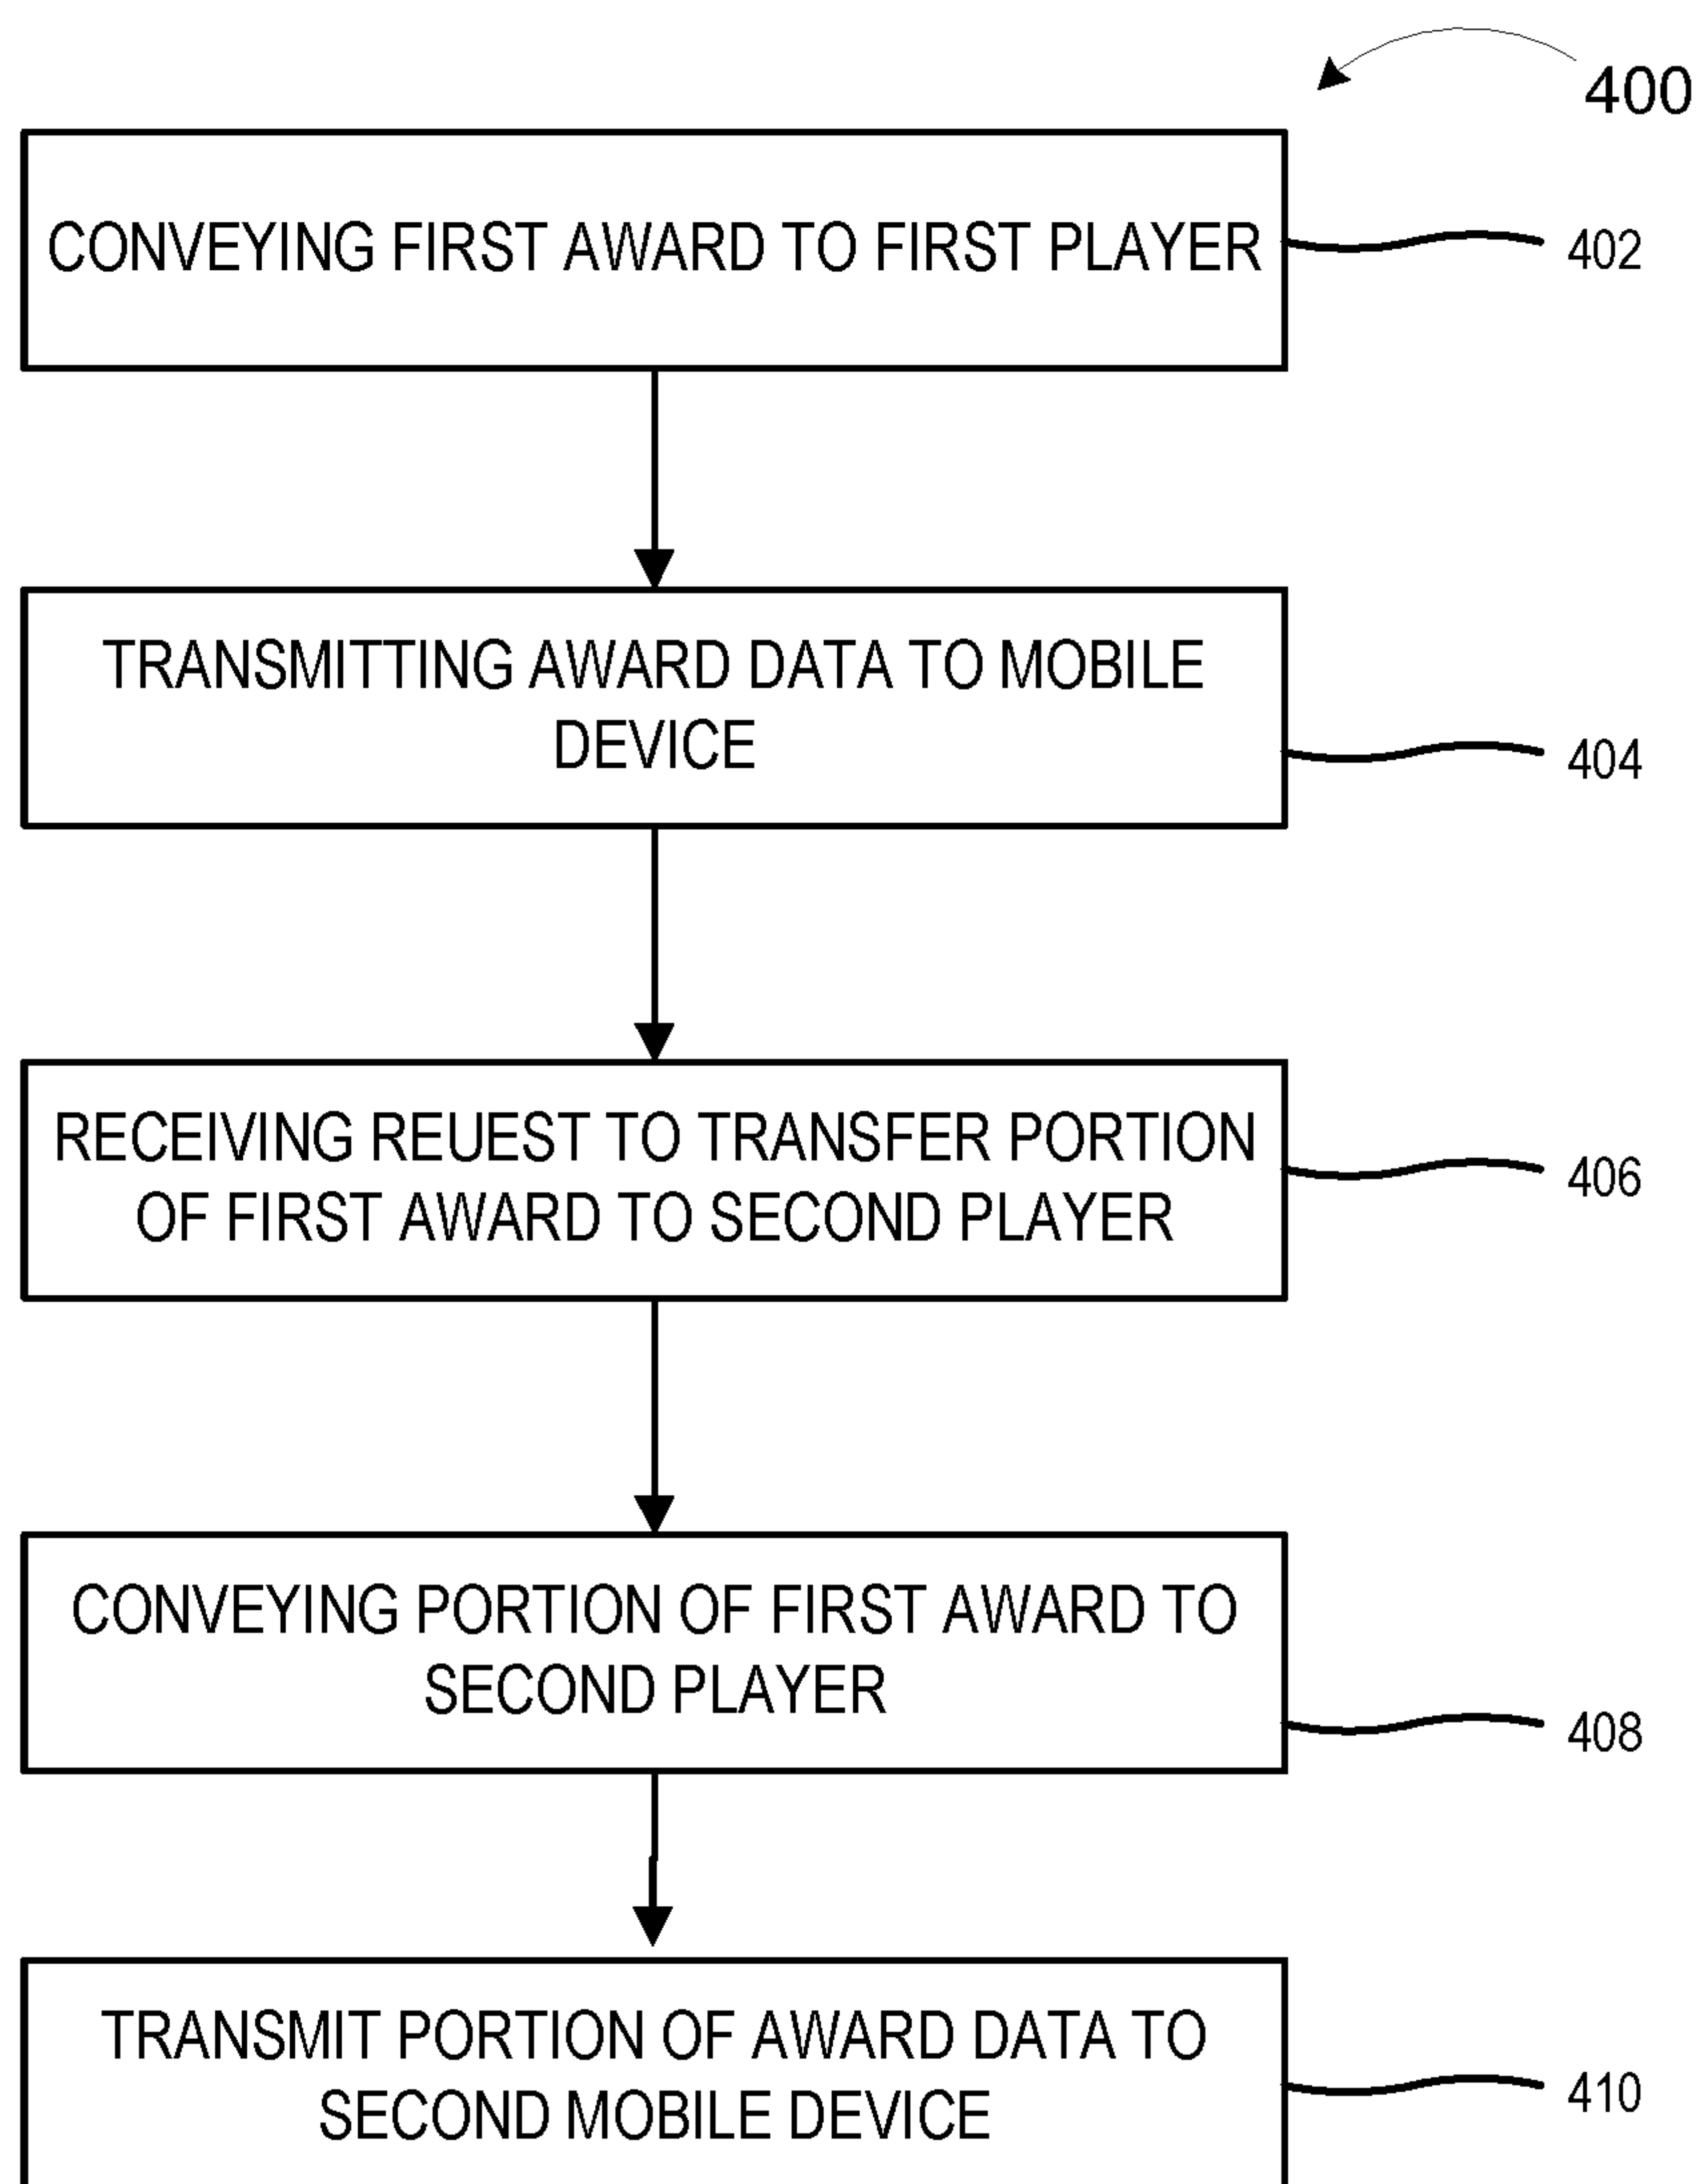 400
CONVEYING FIRST AWARD TO FIRST PLAYER
402
TRANSMITTING AWARD DATA TO MOBILE
DEVICE
404
RECEIVING REUEST TO TRANSFER PORTION
OF FIRST AWARD TO SECOND PLAYER
406
CONVEYING PORTION OF FIRST AWARD TO
SECOND PLAYER
408
TRANSMIT PORTION OF AWARD DATA TO
SECOND MOBILE DEVICE
410